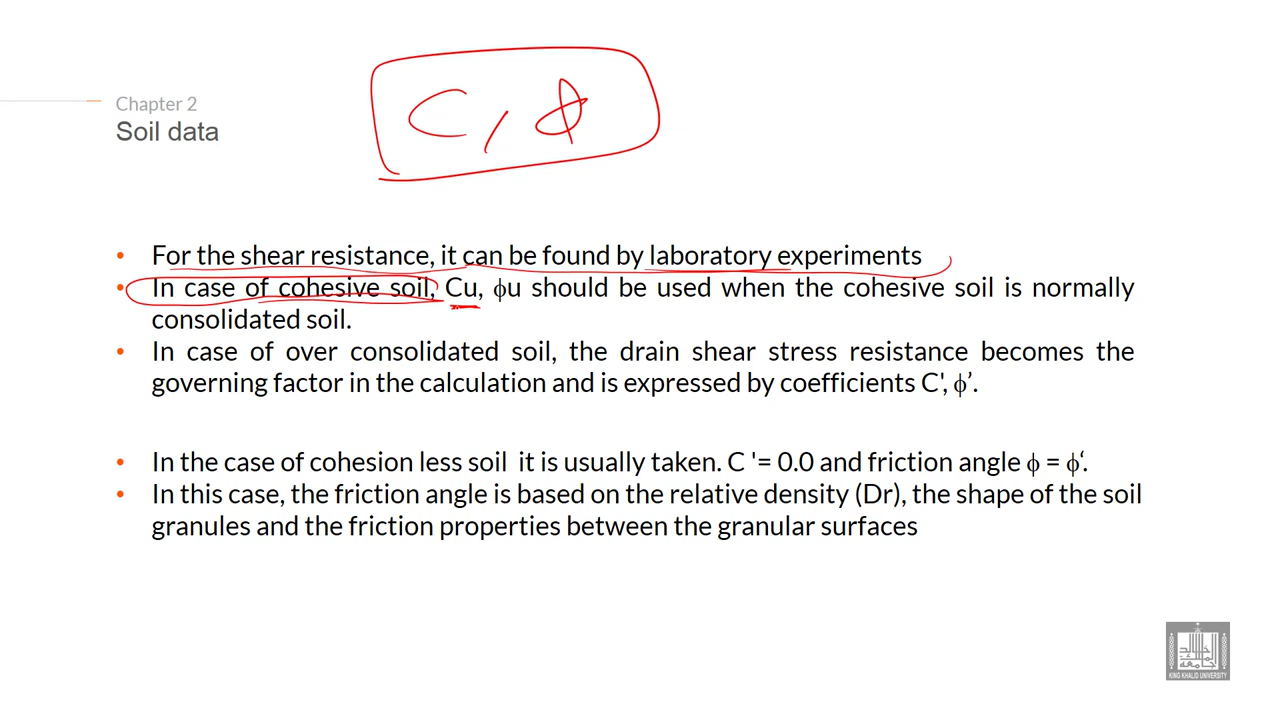 C, φ
Chapter 2
Soil data
• For the shear resistance, it can be found by laboratory experiments
• In case of cohesive soil, Cu, ϕu should be used when the cohesive soil is normally
consolidated soil.
• In case of over consolidated soil, the drain shear stress resistance becomes the
governing factor in the calculation and is expressed by coefficients C', ϕ’.
• In the case of cohesion less soil it is usually taken. C '= 0.0 and friction angle ϕ = ϕ‘.
• In this case, the friction angle is based on the relative density (Dr), the shape of the soil
granules and the friction properties between the granular surfaces
KING KHALID UNIVERSITY